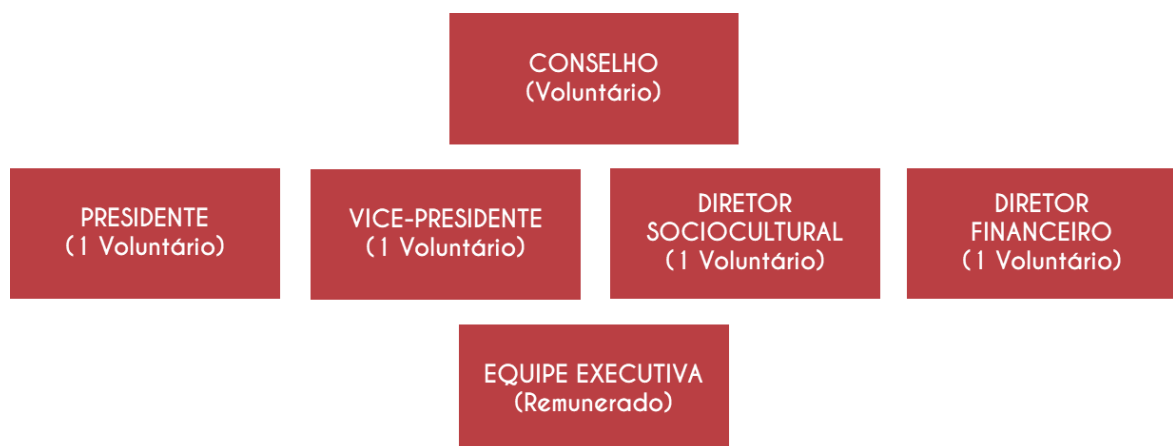 CONSELHO
(Voluntário)
PRESIDENTE
(1 Voluntário)
VICE-PRESIDENTE
(1 Voluntário)
DIRETOR
SOCIOCULTURAL
(1 Voluntário)
DIRETOR
FINANCEIRO
(1 Voluntário)
EQUIPE EXECUTIVA
(Remunerado)